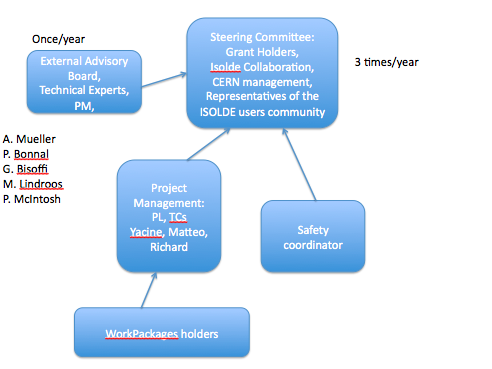 Once/year
External Advisory
Board,
Technical Experts,
PM,
Steering Committee:
Grant Holders,
Isolde Collaboration,
CERN management,
Representatives of the
ISOLDE users community
3 times/year
A. Mueller
P. Bonnal
G. Bisoffi
M. Lindroos
P. McIntosh
Project
Management:
PL, TCs
Yacine, Matteo,
Richard
Safety
coordinator
WorkPackages holders